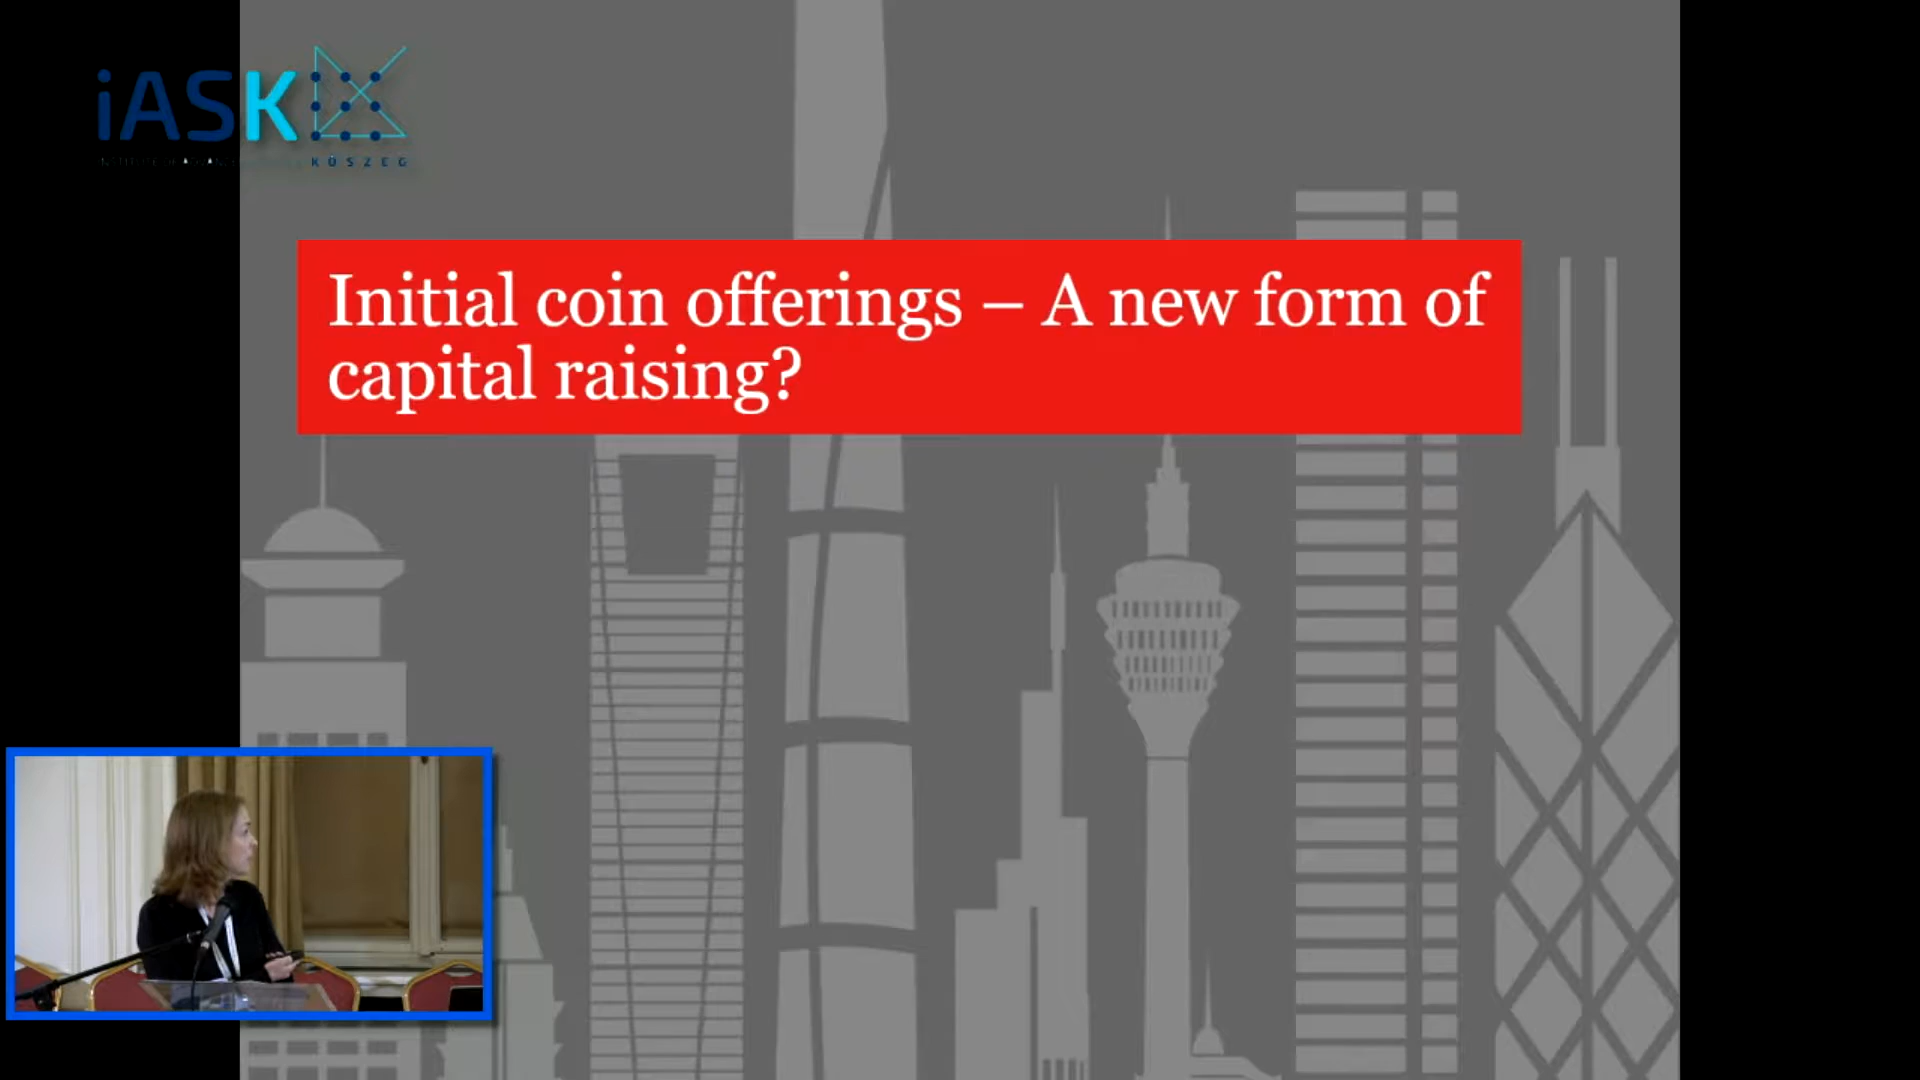 iASK
KŐSZEG
Initial coin offerings – A new form of
capital raising?